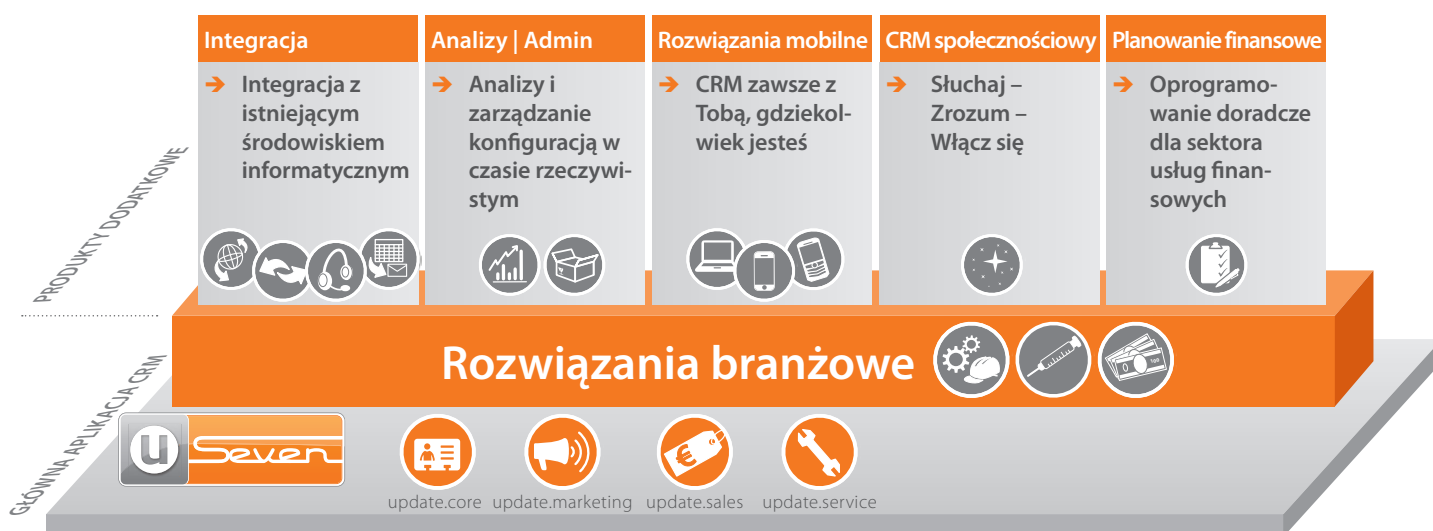 Integracja
Integracja z
istniejącym
środowiskiem
informatycznym
Analizy | Admin
Analizy i
zarządzanie
konfiguracją w
czasie rzeczywi-
stym
Rozwiązania mobilne
CRM zawsze z
Tobą, gdziekol-
wiek jesteś
CRM społecznościowy
Słuchaj –
Zrozum –
Włącz się
Planowanie finansowe
Oprogramo-
wanie doradcze
dla sektora
usług finan-
sowych
PRODUKTY DODATKOWE
Rozwiązania branżowe
100
GŁÓWNA APLIKACJA CRM
u Seven
€
update.core
update.marketing
update.sales
update.service